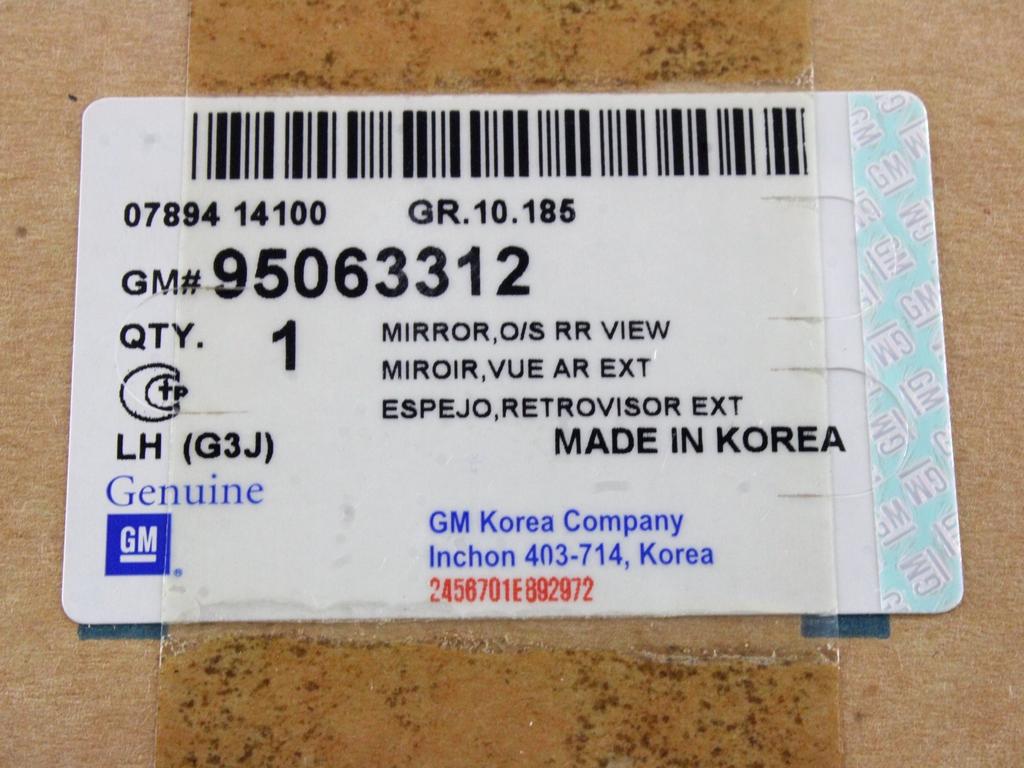 07894 14100 GR.10.185
GM# 95063312
QTY. 1 MIRROR,O/S RR VIEW
MIROIR,VUE AR EXT
ESPEJO,RETROVISOR EXT
LH (G3J) MADE IN KOREA
Genuine
GM
GM Korea Company
Inchon 403-714, Korea
2456701E892972